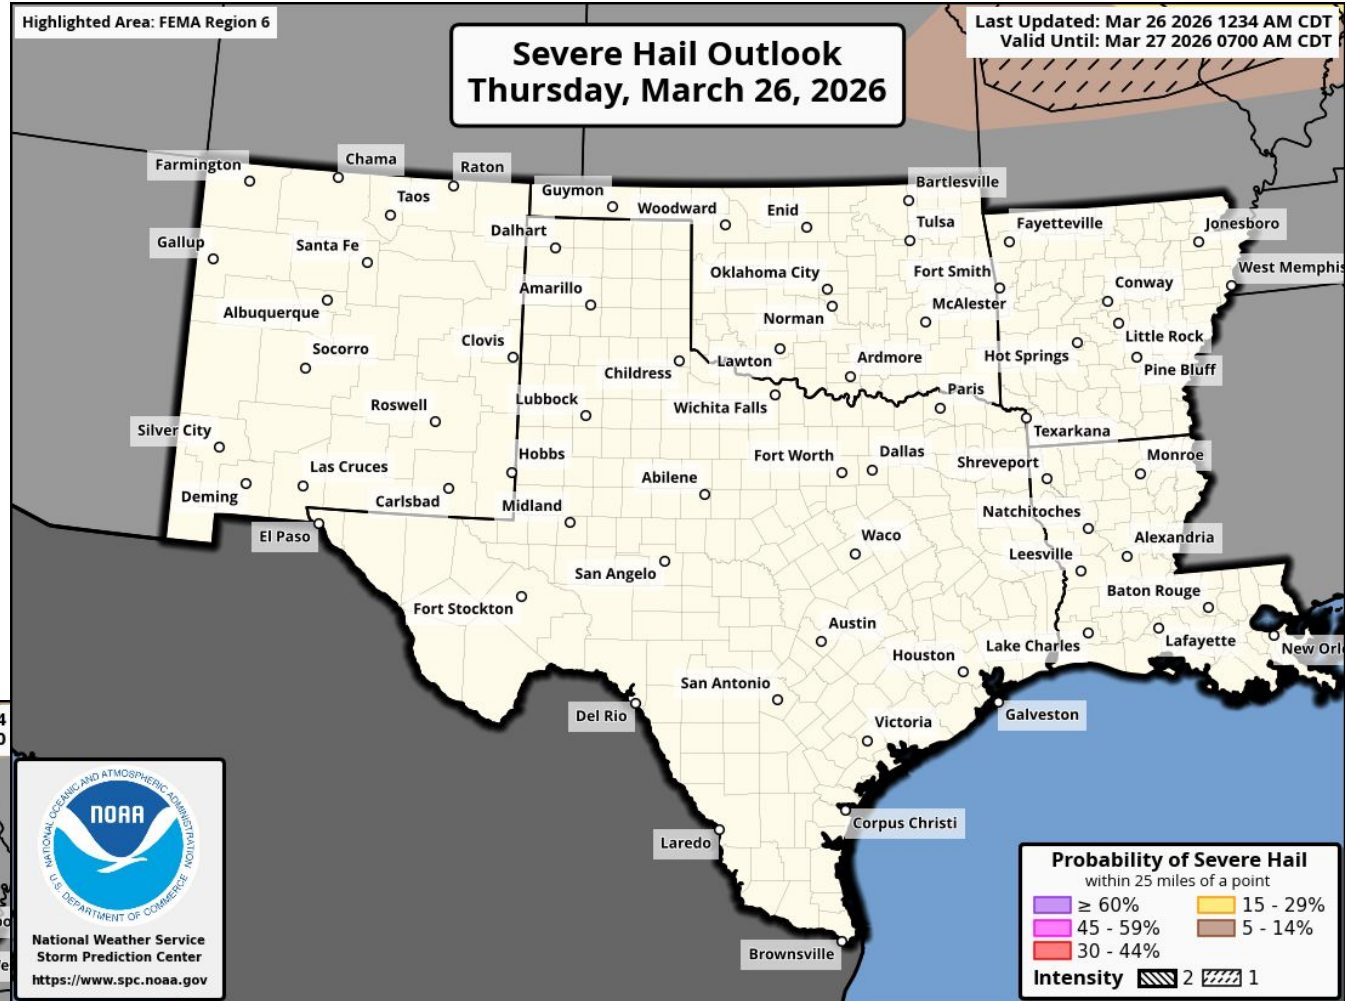 Highlighted Area: FEMA Region 6
Severe Hail Outlook
Thursday, March 26, 2026
Last Updated: Mar 26 2026 1234 AM CDT
Valid Until: Mar 27 2026 0700 AM CDT
Farmington
Chama
Raton
Taos
Guymon
Woodward
Enid
Bartlesville
Tulsa
Fayetteville
Jonesboro
Gallup
Santa Fe
Dalhart
Oklahoma City
Fort Smith
West Memphis
Amarillo
Conway
Albuquerque
Norman
McAlester
Little Rock
Socorro
Clovis
Childress
Lawton
Ardmore
Hot Springs
Pine Bluff
Roswell
Lubbock
Wichita Falls
Paris
Texarkana
Silver City
Las Cruces
Hobbs
Abilene
Fort Worth
Dallas
Shreveport
Monroe
Deming
Carlsbad
Midland
Natchitoches
El Paso
San Angelo
Waco
Leesville
Alexandria
Fort Stockton
Baton Rouge
Austin
Houston
Lake Charles
Lafayette
New Orl
San Antonio
Del Rio
Victoria
Galveston
Laredo
Corpus Christi
Brownsville
4
0
NATIONAL OCEANIC AND ATMOSPHERIC ADMINISTRATION
NOAA
U.S. DEPARTMENT OF COMMERCE
National Weather Service
Storm Prediction Center
https://www.spc.noaa.gov
Probability of Severe Hail
within 25 miles of a point
≥ 60% 15 - 29%
45 - 59% 5 - 14%
30 - 44%
Intensity 2 1